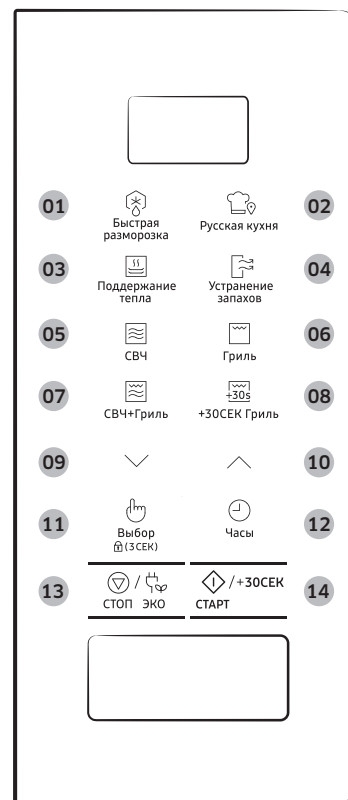 01
02
Быстрая
разморозка
Русская кухня
03
04
Поддержание
тепла
Устранение
запахов
05
06
СВЧ
Гриль
07
08
+30s
СВЧ+Гриль
+30СЕК Гриль
09
10
11
12
Выбор
(3СЕК)
Часы
13
14
/
/+30СЕК
СТОП ЭКО
СТАРТ